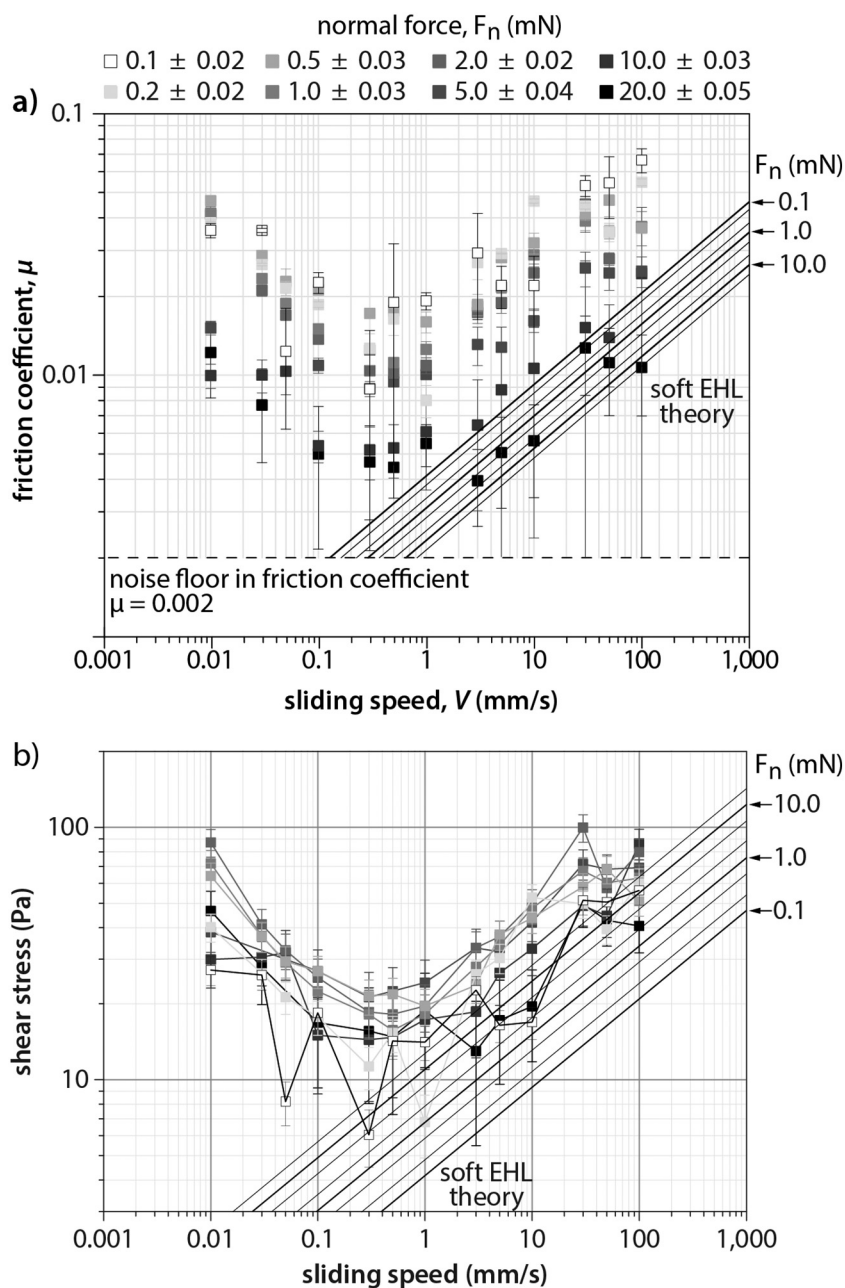 normal force, Fn (mN)
0.1 ± 0.02 0.5 ± 0.03 2.0 ± 0.02 10.0 ± 0.03
0.2 ± 0.02 1.0 ± 0.03 5.0 ± 0.04 20.0 ± 0.05
a)
0.1
Fn (mN)
0.1
1.0
10.0
friction coefficient, μ
0.01
soft EHL
theory
noise floor in friction coefficient
μ = 0.002
0.001 0.01 0.1 1 10 100 1,000
sliding speed, V (mm/s)
b)
Fn (mN)
10.0
100
1.0
0.1
shear stress (Pa)
10
soft EHL
theory
0.001 0.01 0.1 1 10 100 1,000
sliding speed (mm/s)